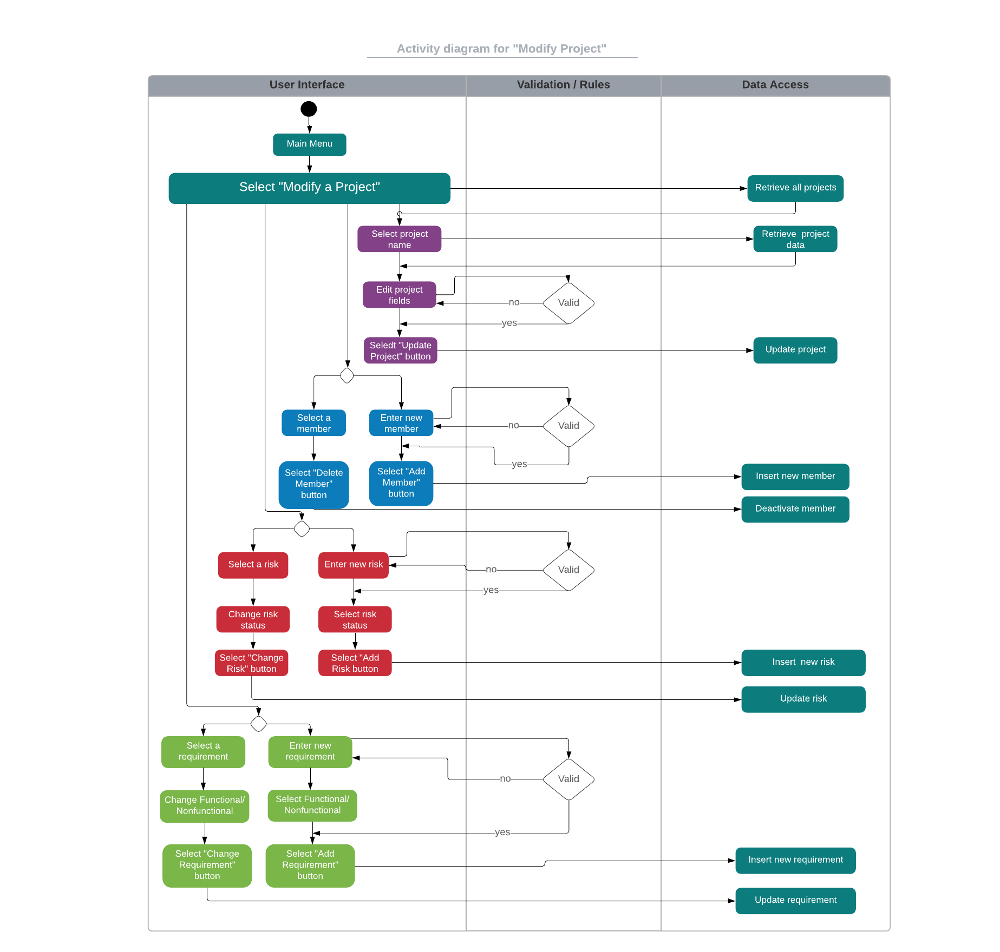 Activity diagram for "Modify Project"
User Interface
Validation / Rules
Data Access
Main Menu
Select "Modify a Project"
Retrieve all projects
Select project
name
Retrieve  project
data
Edit project
fields
Valid
no
yes
Seledt "Update
Project" button
Update project
Select a
member
Enter new
member
Valid
no
yes
Select "Delete
Member"
button
Select "Add
Member"
button
Insert new member
Deactivate member
Select a risk
Enter new risk
Valid
no
yes
Change risk
status
Select risk
status
Select "Change
Risk" button
Select "Add
Risk button
Insert  new risk
Update risk
Select a
requirement
Enter new
requirement
Valid
no
Change Functional/
Nonfunctional
Select Functional/
Nonfunctional
yes
Select "Change
Requirement"
button
Select "Add
Requirement"
button
Insert new requirement
Update requirement